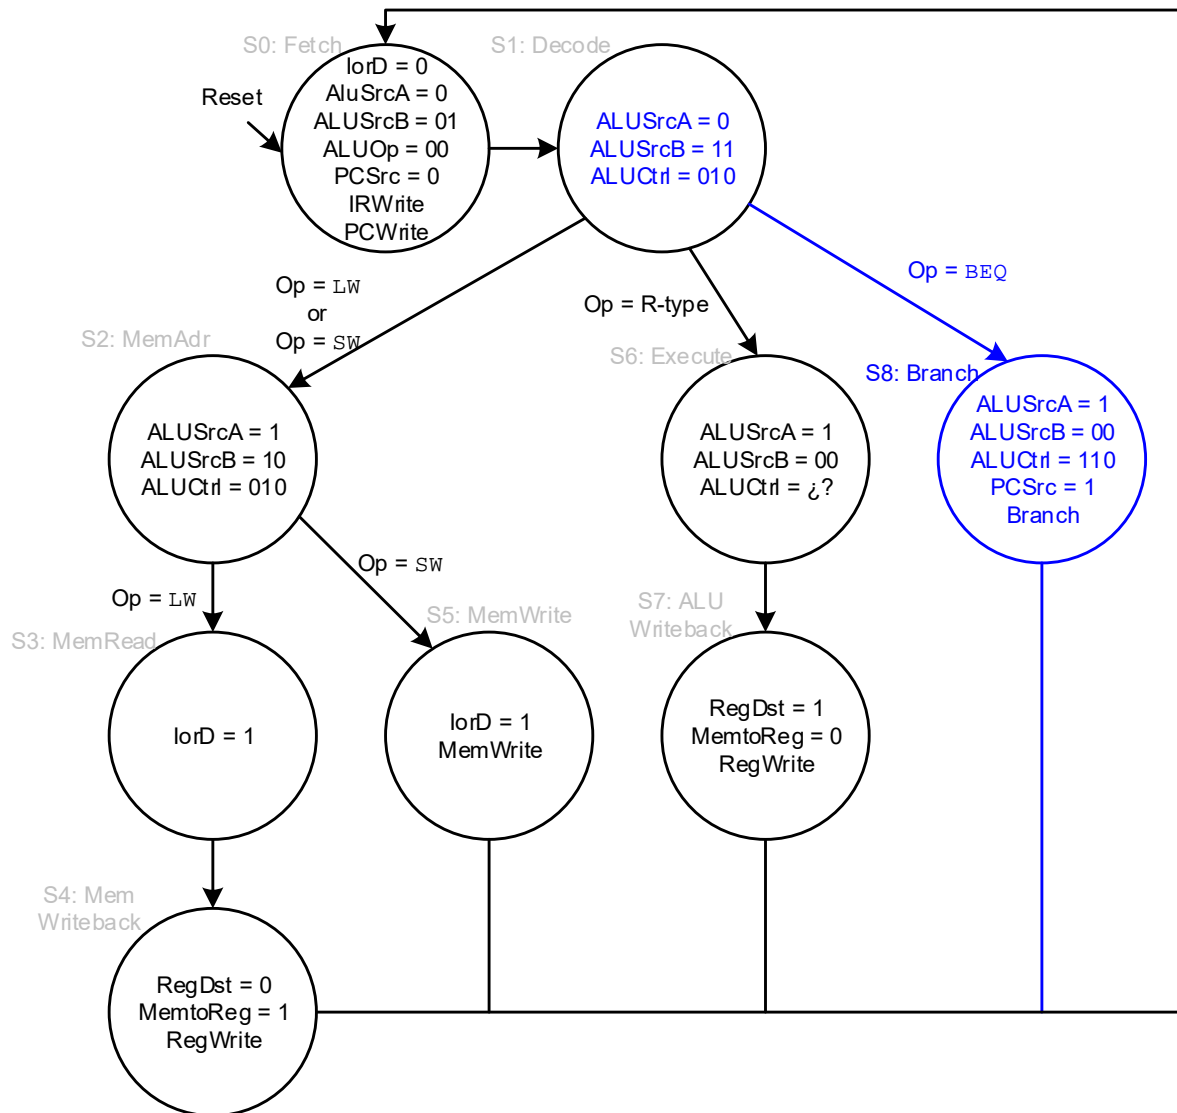 S0: Fetch
IorD = 0
AluSrcA = 0
ALUSrcB = 01
ALUOp = 00
PCSrc = 0
IRWrite
PCWrite
Reset
S1: Decode
ALUSrcA = 0
ALUSrcB = 11
ALUCtrl = 010
Op = LW
or
Op = SW
Op = R-type
Op = BEQ
S2: MemAdr
ALUSrcA = 1
ALUSrcB = 10
ALUCtrl = 010
S6: Execute
ALUSrcA = 1
ALUSrcB = 00
ALUCtrl = ¿?
S8: Branch
ALUSrcA = 1
ALUSrcB = 00
ALUCtrl = 110
PCSrc = 1
Branch
Op = LW
Op = SW
S3: MemRead
IorD = 1
S5: MemWrite
IorD = 1
MemWrite
S7: ALU
Writeback
RegDst = 1
MemtoReg = 0
RegWrite
S4: Mem
Writeback
RegDst = 0
MemtoReg = 1
RegWrite